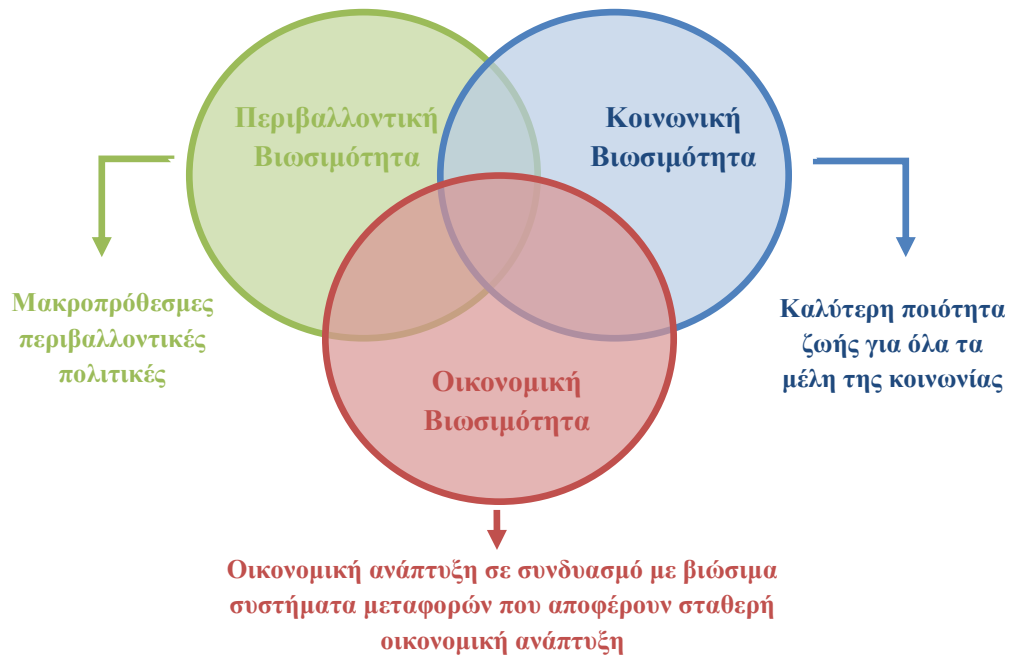 Περιβαλλοντική
Βιωσιμότητα
Κοινωνική
Βιωσιμότητα
Μακροπρόθεσμες
περιβαλλοντικές
πολιτικές
Καλύτερη ποιότητα
ζωής για όλα τα
μέλη της κοινωνίας
Οικονομική
Βιωσιμότητα
Οικονομική ανάπτυξη σε συνδυασμό με βιώσιμα
συστήματα μεταφορών που αποφέρουν σταθερή
οικονομική ανάπτυξη